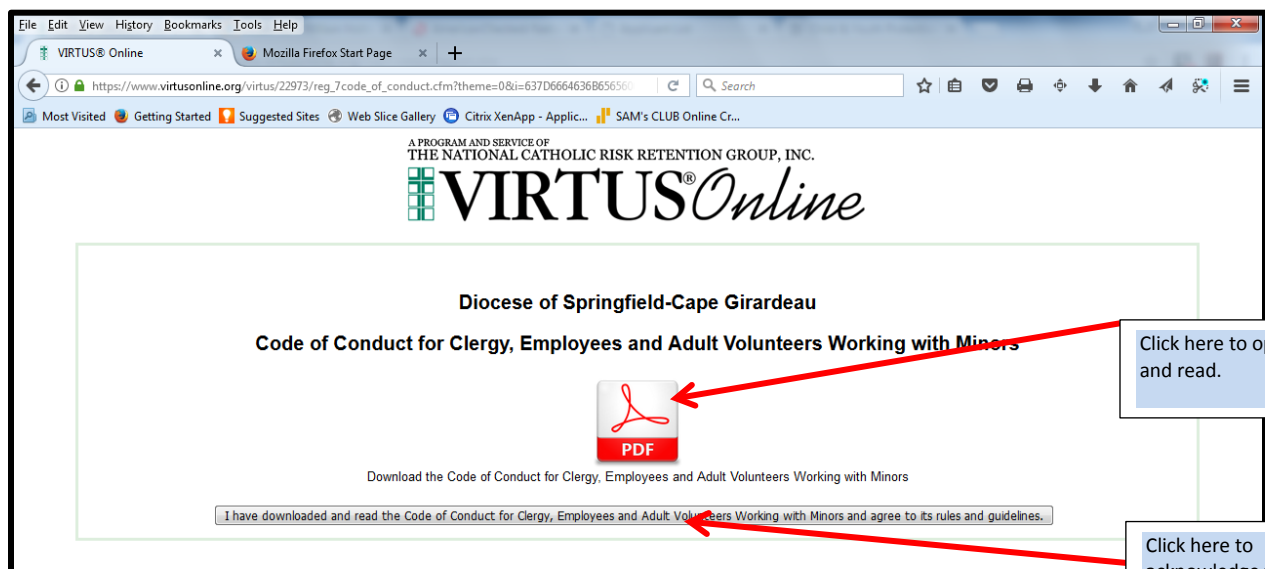 File Edit View History Bookmarks Tools Help
VIRTUS® Online × Mozilla Firefox Start Page × +
https://www.virtusonline.org/virtus/22973/reg_7code_of_conduct.cfm?theme=0&i=637D6664636B656560 Search
Most Visited Getting Started Suggested Sites Web Slice Gallery Citrix XenApp - Applic... SAM's CLUB Online Cr...
A PROGRAM AND SERVICE OF
THE NATIONAL CATHOLIC RISK RETENTION GROUP, INC.
VIRTUS® Online
Diocese of Springfield-Cape Girardeau
Code of Conduct for Clergy, Employees and Adult Volunteers Working with Minors
Click here to
and read.
PDF
Download the Code of Conduct for Clergy, Employees and Adult Volunteers Working with Minors
I have downloaded and read the Code of Conduct for Clergy, Employees and Adult Volunteers Working with Minors and agree to its rules and guidelines.
Click here to